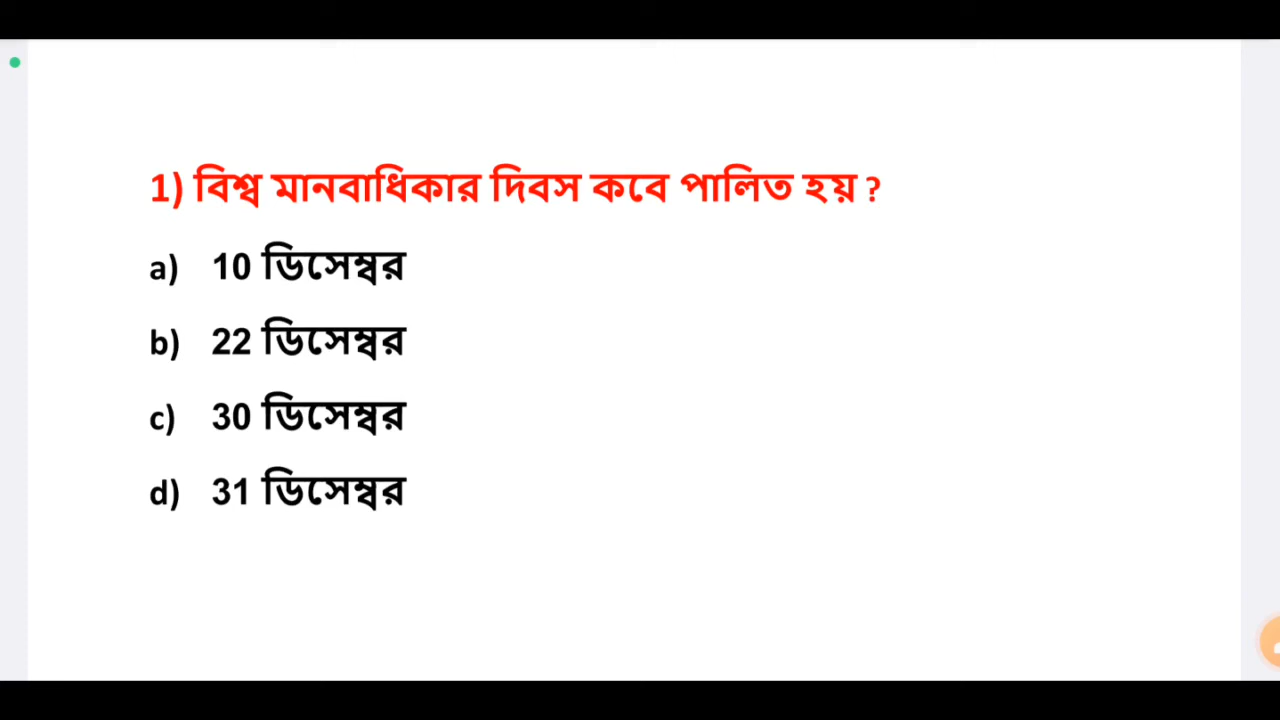 1) বিশ্ব মানবাধিকার দিবস কবে পালিত হয় ?
a) 10 ডিসেম্বর
b) 22 ডিসেম্বর
c) 30 ডিসেম্বর
d) 31 ডিসেম্বর